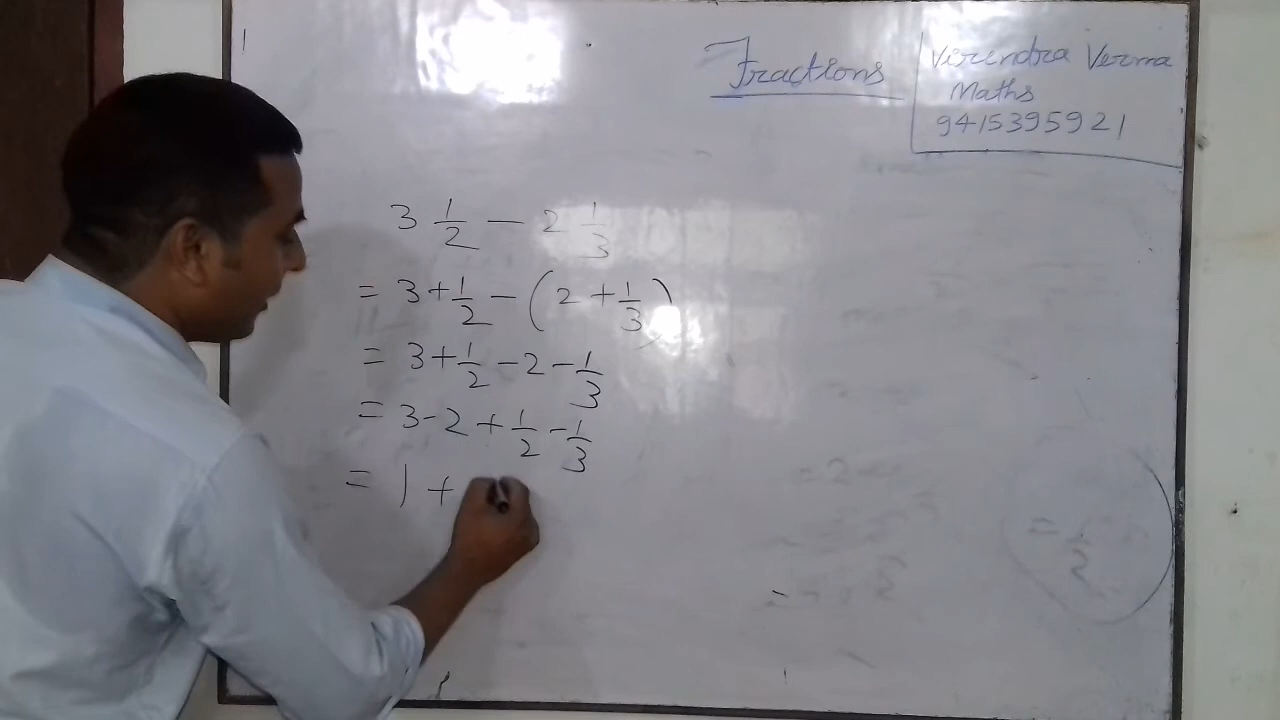 Fractions
Virendra Verma
Maths
9415395921
3 1/2 - 2 1/3
= 3 + 1/2 - (2 + 1/3)
= 3 + 1/2 - 2 - 1/3
= 3 - 2 + 1/2 - 1/3
= 1 +